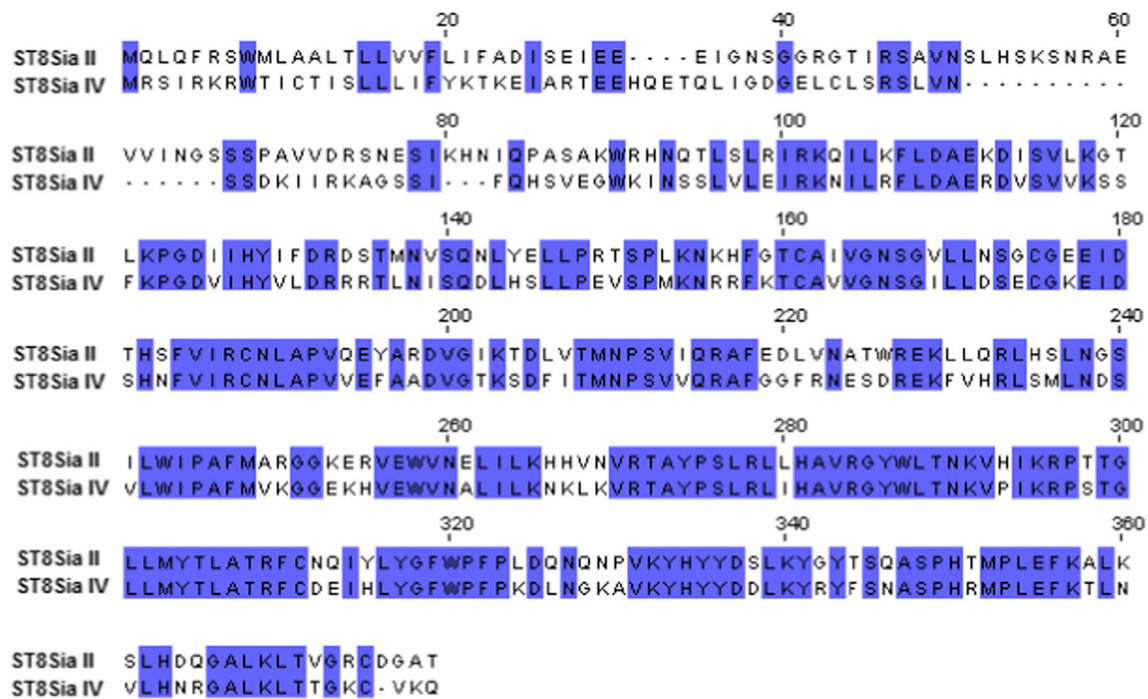 20 40 60
ST8Sia II MQLQFRSWMLAALTLLVVFLIFADISEIEE----EIGNSGGRGTIRSAVNSLHSKSNRAE
ST8Sia IV MRSIRKRWTICTISLLLIFYKTKEIARTEEHQETQLIGDGELCLSRSLVN----------
80 100 120
ST8Sia II VVINGSSSPAVVDRSNESIKHNIQPASAKWRHNQTLSLRIRKQILKFLDAEKDISVLKGT
ST8Sia IV ------SSDKIIRKAGSSI---FQHSVEGWKINSSLVLEIRKNILRFLDAERDVSVVKSS
140 160 180
ST8Sia II LKPGDIIHYIFDRDSTMNVSQNLYELLPRTSPLKNKHFGTCAIVGNSGVLLNSGCGEEID
ST8Sia IV FKPGDVIHYVLDRRRTLNISQDLHSLLPEVSPMKNRRFKTCAVVGNSGILLDSECGKEID
200 220 240
ST8Sia II THSFVIRCNLAPVQEYARDVGIKTDLVTMNPSVIQRAFEDLVNATWREKLLQRLHSLNGS
ST8Sia IV SHNFVIRCNLAPVVEFAADVGTKSDFITMNPSVVQRAFGGFRNESDREKFVHRLSMLNDS
260 280 300
ST8Sia II ILWIPAFMARGGKERVEWVNELILKHHVNVRTAYPSLRLLHAVRGYWLTNKVHIKRPTTG
ST8Sia IV VLWIPAFMVKGGEKHVEWVNALILKNKLKVRTAYPSLRLIHAVRGYWLTNKVPIKRPSTG
320 340 360
ST8Sia II LLMYTLATRFCNQIYLYGFWPFPLDQNQNPVKYHYYDSLKYGYTSQASPHTMPLEFKALK
ST8Sia IV LLMYTLATRFCDEIHLYGFWPFPKDLNGKAVKYHYYDDLKYRYFSNASPHRMPLEFKTLN
ST8Sia II SLHDQGALKLTVGRCDGAT
ST8Sia IV VLHNRGALKLTTGKC-VKQ